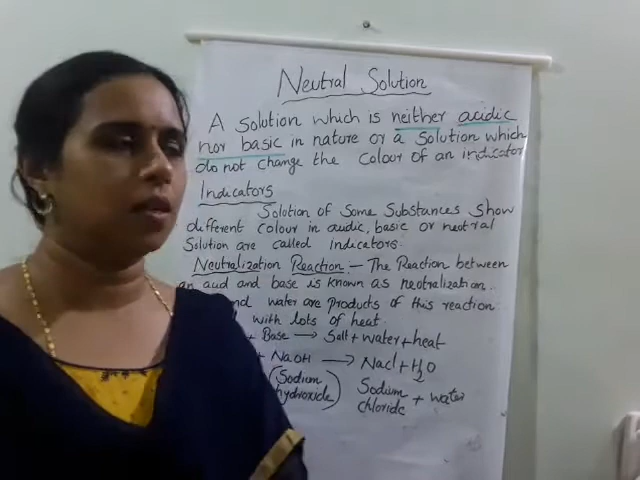 Neutral Solution
A Solution which is neither acidic
nor basic in nature or a Solution which
do not change the colour of an indicator
Indicators
Solution of Some Substances Show
different colour in acidic, basic or neutral
Solution are called Indicators.
Neutralization Reaction :- The Reaction between
an acid and base is known as neutralization.
nd water are products of this reaction
with lots of heat.
+ Base → Salt + water + heat
+ NaOH → Nacl + H2O
(Sodium hydroxide) Sodium chloride + water